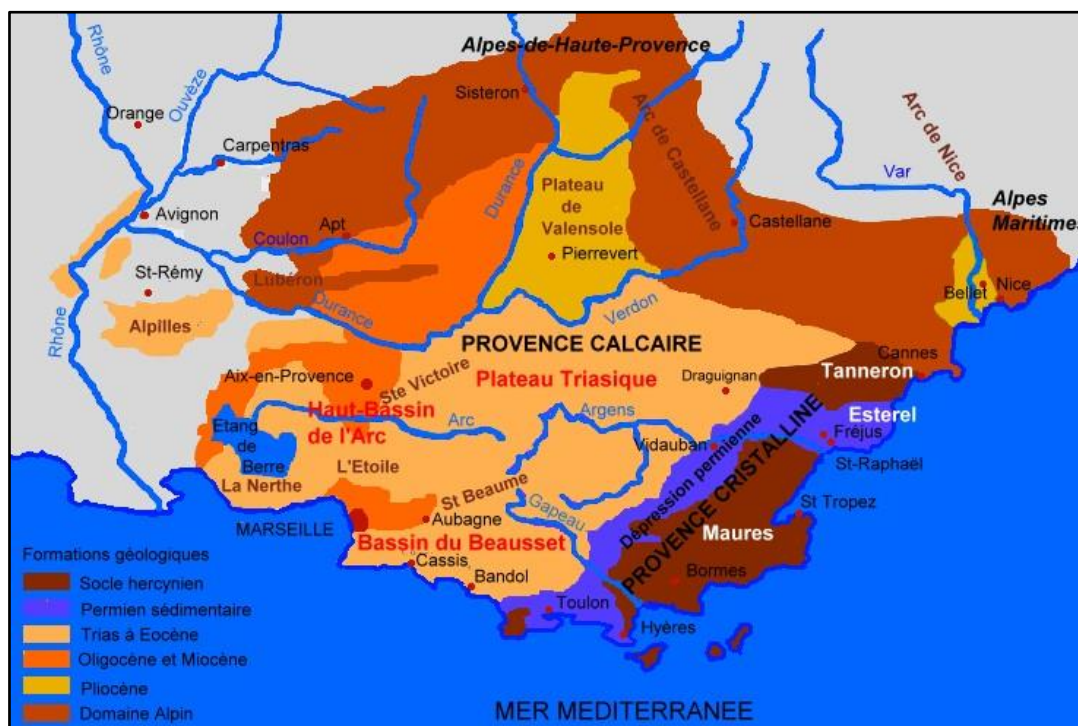 Alpes-de-Haute-Provence
Rhône
Ouvèze
Orange
Sisteron
Carpentras
Arc de Castellane
Arc de Nice
Var
Durance
Plateau
de
Valensole
Pierrevert
Castellane
Alpes
Maritimes
Avignon
Apt
Coulon
Lubéron
St-Rémy
Alpilles
Durance
Verdon
Bellet
Nice
Rhône
PROVENCE CALCAIRE
Plateau Triasique
Cannes
Tanneron
Aix-en-Provence
Ste Victoire
Draguignan
Haut-Bassin
de l'Arc
Arc
Argens
Esterel
Fréjus
St-Raphaël
Etang
de
Berre
Vidauban
L'Etoile
La Nerthe
St Beaume
Dépression permienne
PROVENCE CRISTALLINE
St Tropez
Gapeau
MARSEILLE
Aubagne
Maures
Bassin du Beausset
Cassis
Bandol
Bormes
Toulon
Hyères
Formations géologiques
Socle hercynien
Permien sédimentaire
Trias à Eocène
Oligocène et Miocène
Pliocène
Domaine Alpin
MER MEDITERRANEE